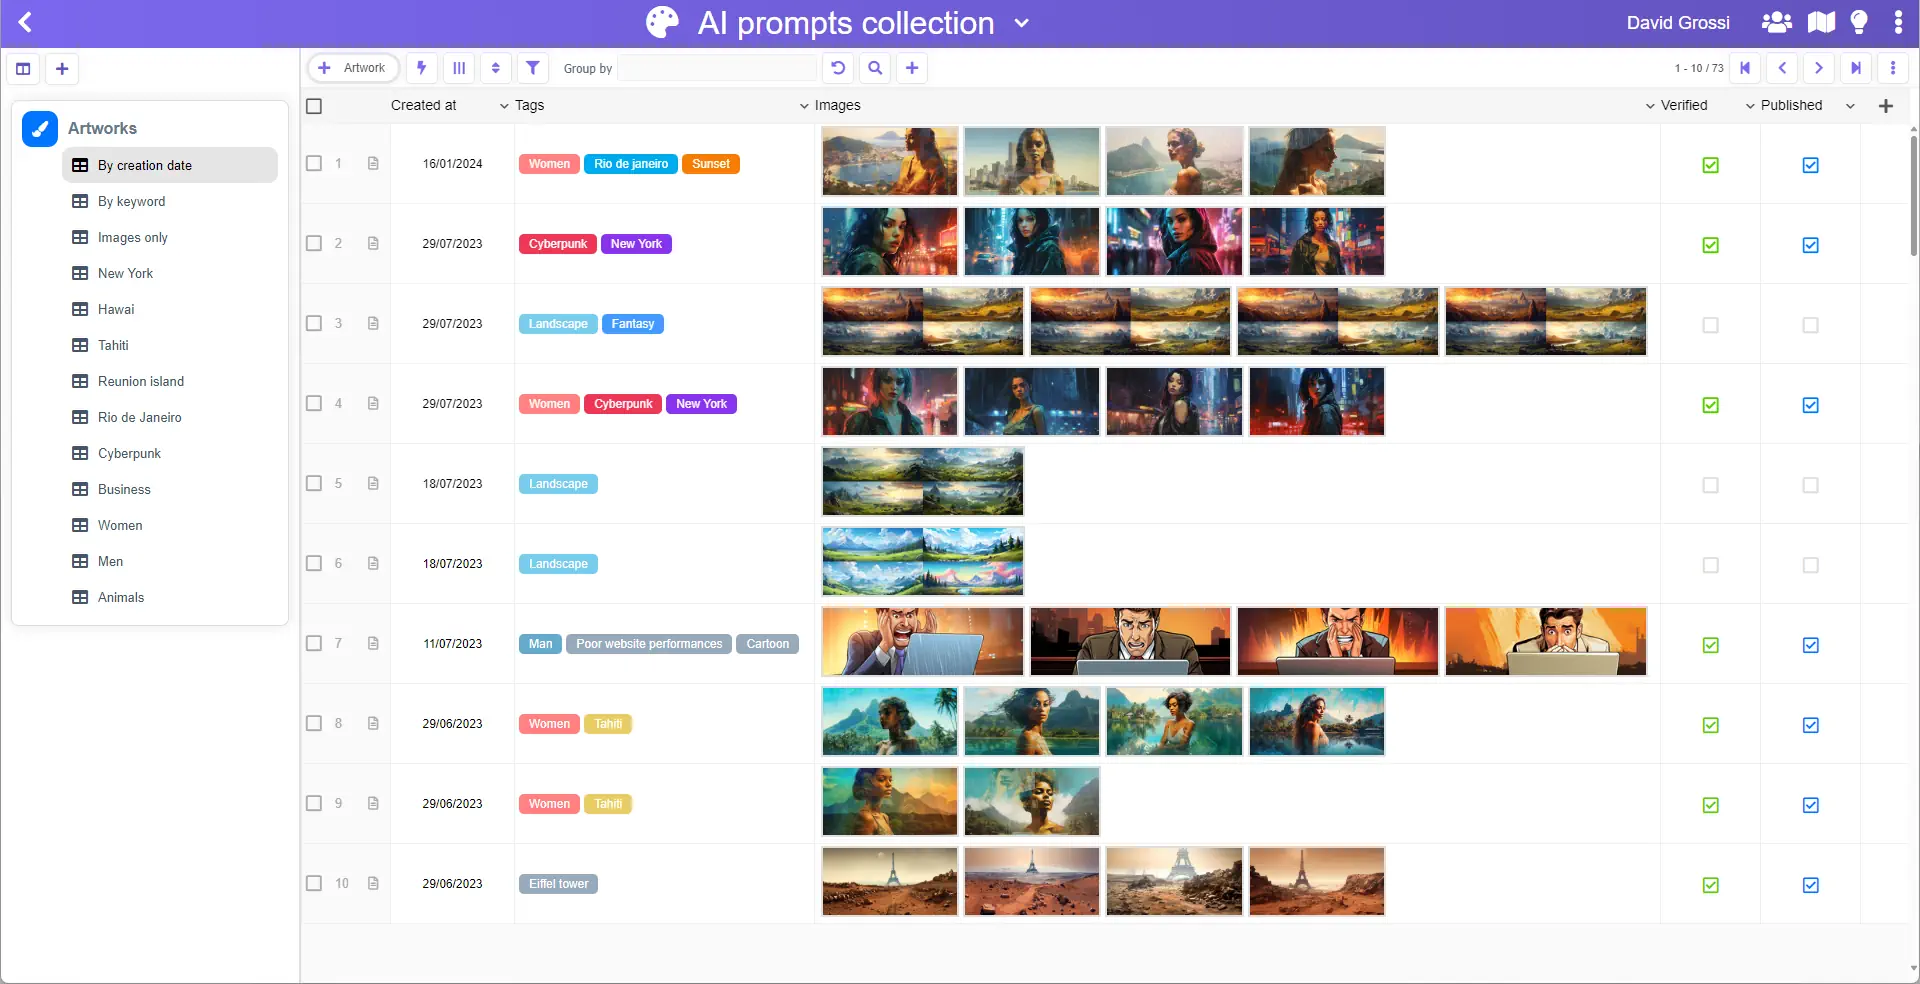 AI prompts collection
David Grossi
Artwork
Group by
1 - 10 / 73
Artworks
By creation date
By keyword
Images only
New York
Hawai
Tahiti
Reunion island
Rio de Janeiro
Cyberpunk
Business
Women
Men
Animals
Created at Tags Images Verified Published
1 16/01/2024 Women Rio de janeiro Sunset
2 29/07/2023 Cyberpunk New York
3 29/07/2023 Landscape Fantasy
4 29/07/2023 Women Cyberpunk New York
5 18/07/2023 Landscape
6 18/07/2023 Landscape
7 11/07/2023 Man Poor website performances Cartoon
8 29/06/2023 Women Tahiti
9 29/06/2023 Women Tahiti
10 29/06/2023 Eiffel tower